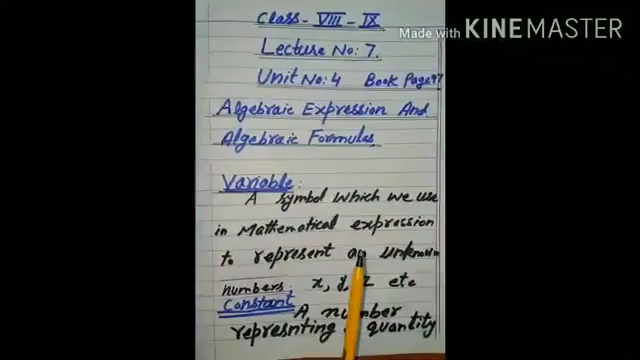 Class - VIII - IX
Made with KINEMASTER
Lecture No: 7.
Unit No: 4 Book Page 97
Algebraic Expression And
Algebraic Formulas
Variable:
A symbol which we use
in Mathematical expression
to represent an unknown
numbers: x, y, z etc
Constant
A number
represnting a quantity